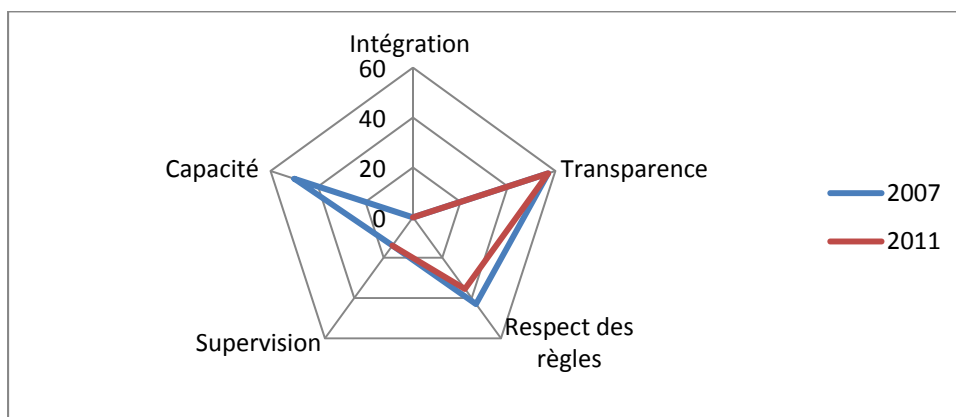 Intégration
60
40
20
0
Capacité
Transparence
Supervision
Respect des
règles
2007
2011